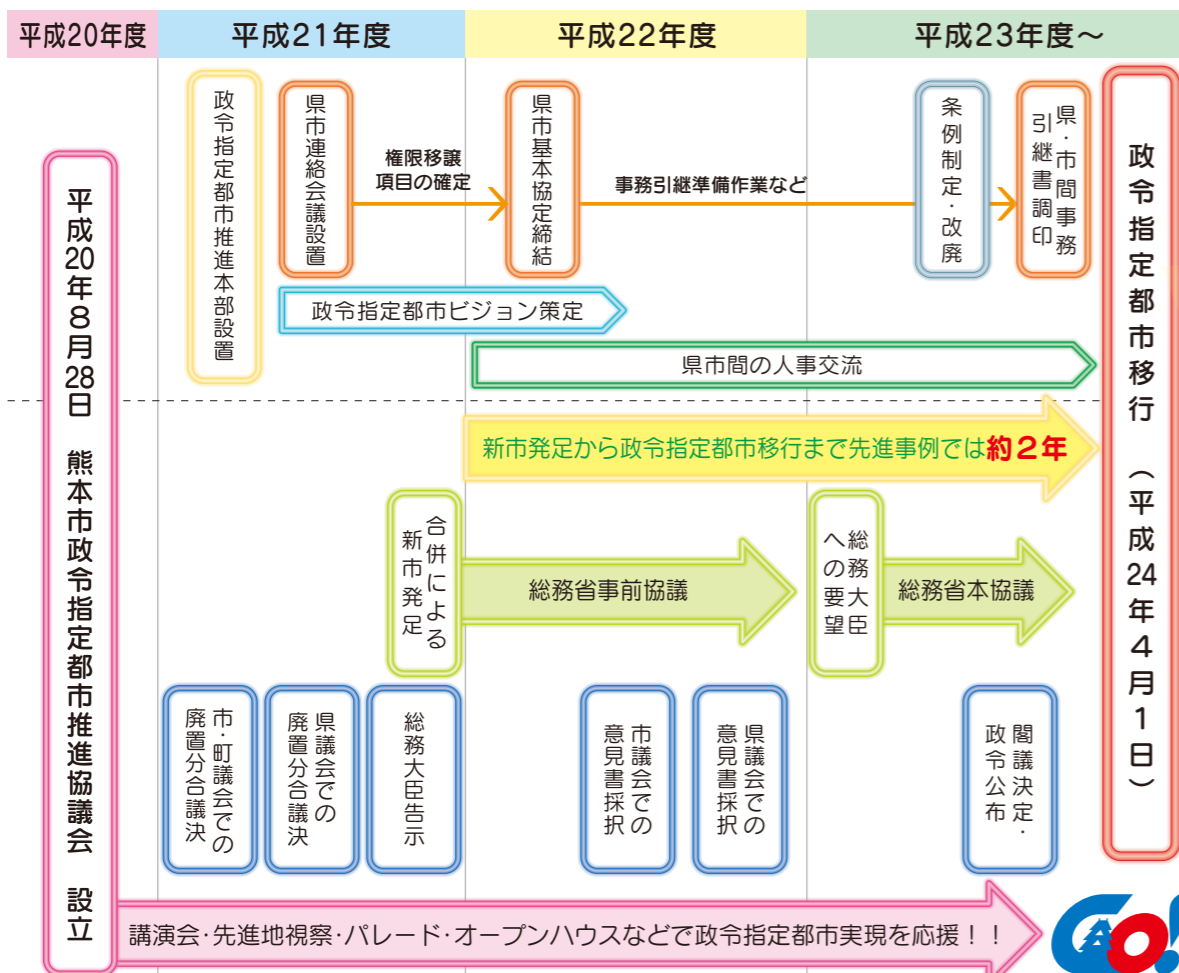 平成20年度
平成21年度
平成22年度
平成23年度～
平成20年8月28日 熊本市政令指定都市推進協議会 設立
政令指定都市推進本部設置
県市連絡会議設置
権限移譲
項目の確定
県市基本協定締結
事務引継準備作業など
条例制定・改廃
県・市間事務
引継書調印
政令指定都市移行 (平成24年4月1日)
政令指定都市ビジョン策定
県市間の人事交流
新市発足から政令指定都市移行まで先進事例では約2年
合併による
新市発足
総務省事前協議
総務大臣
への要望
総務省本協議
市・町議会での
廃置分合議決
県議会での
廃置分合議決
総務大臣告示
市議会での
意見書採択
県議会での
意見書採択
閣議決定・
政令公布
講演会・先進地視察・パレード・オープンハウスなどで政令指定都市実現を応援！！
GO!